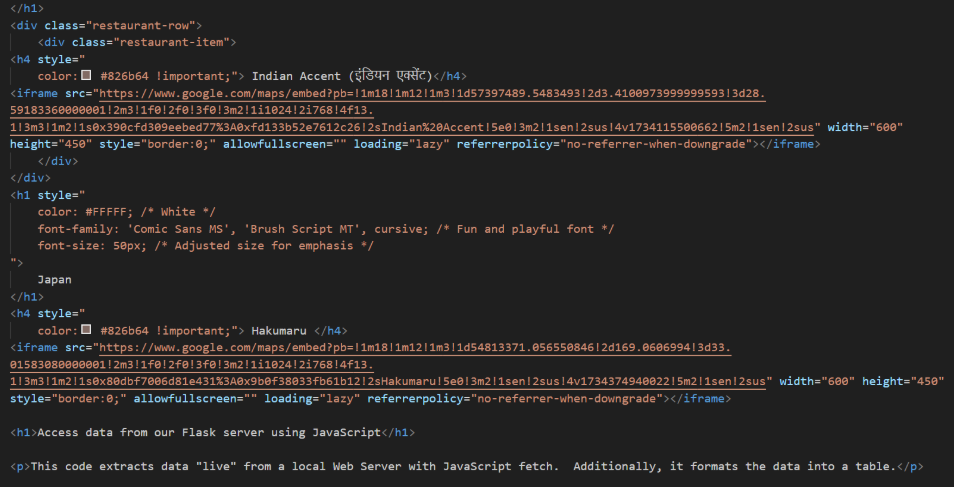 </h1>
<div class="restaurant-row">
<div class="restaurant-item">
<h4 style="
color: #826b64 !important;"> Indian Accent (इंडियन एक्सेंट)</h4>
<iframe src="https://www.google.com/maps/embed?pb=!1m18!1m12!1m3!1d57397489.5483493!2d3.4100973999999593!3d28.
59183360000001!2m3!1f0!2f0!3f0!3m2!1i1024!2i768!4f13.
1!3m3!1m2!1s0x390cfd309eebed77%3A0xfd133b52e7612c26!2sIndian%20Accent!5e0!3m2!1sen!2sus!4v1734115500662!5m2!1sen!2sus" width="600"
height="450" style="border:0;" allowfullscreen="" loading="lazy" referrerpolicy="no-referrer-when-downgrade"></iframe>
</div>
</div>
<h1 style="
color: #FFFFF; /* White */
font-family: 'Comic Sans MS', 'Brush Script MT', cursive; /* Fun and playful font */
font-size: 50px; /* Adjusted size for emphasis */
">
Japan
</h1>
<h4 style="
color: #826b64 !important;"> Hakumaru </h4>
<iframe src="https://www.google.com/maps/embed?pb=!1m18!1m12!1m3!1d54813371.056550846!2d169.0606994!3d33.
01583080000001!2m3!1f0!2f0!3f0!3m2!1i1024!2i768!4f13.
1!3m3!1m2!1s0x80dbf7006d81e431%3A0x9b0f38033fb61b12!2sHakumaru!5e0!3m2!1sen!2sus!4v1734374940022!5m2!1sen!2sus" width="600" height="450"
style="border:0;" allowfullscreen="" loading="lazy" referrerpolicy="no-referrer-when-downgrade"></iframe>
<h1>Access data from our Flask server using JavaScript</h1>
<p>This code extracts data "live" from a local Web Server with JavaScript fetch.  Additionally, it formats the data into a table.</p>